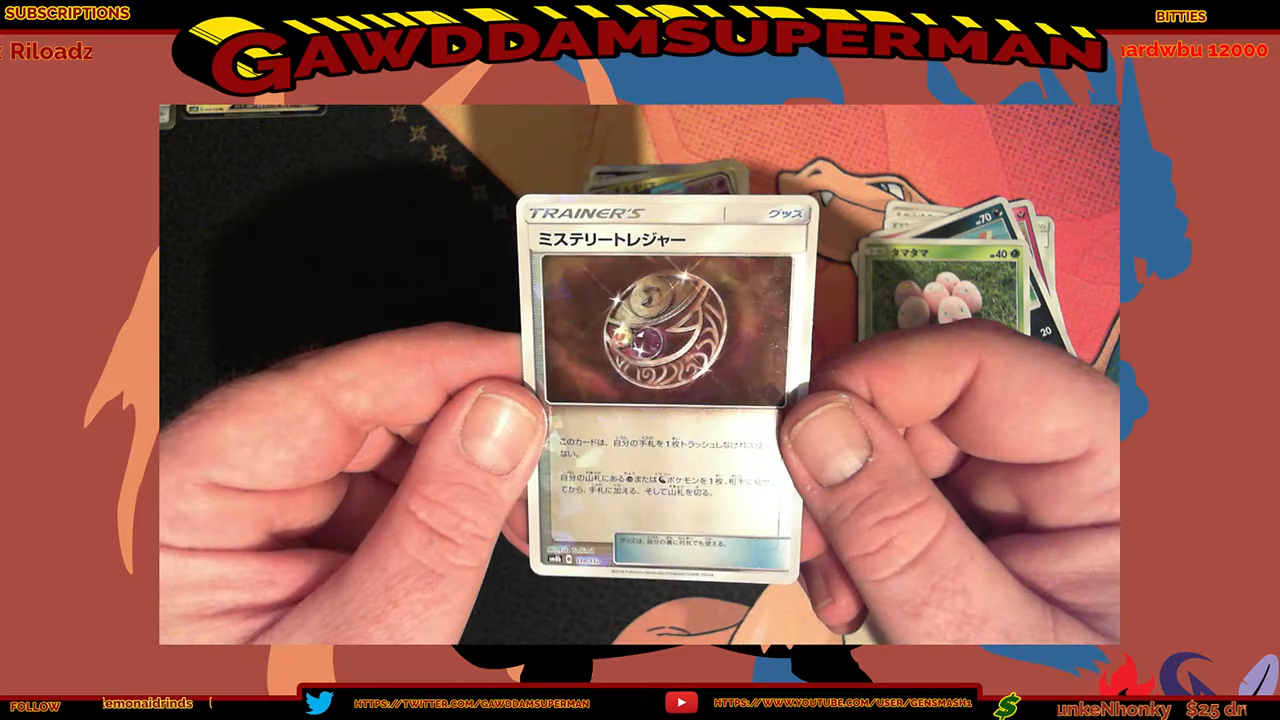 SUBSCRIPTIONS
BITTIES
Riloadz
GAWDDAMSUPERMAN
ardwbu 12000
TRAINER'S
グッズ
ミステリートレジャー
70
タマタマ
HP 40
20
このカードは、自分の手札を1枚トラッシュしなければ
ない。
自分の山札にある または ポケモンを1枚、相手に
てから、手札に加える。そして山札を切る。
グッズは、自分の番に何枚でも使える。
FOLLOW
lemonaidrinds
HTTPS://TWITTER.COM/GAWDDAMSUPERMAN
HTTPS://WWW.YOUTUBE.COM/USER/GENSMASH1
unkeNhonky
$25 dr